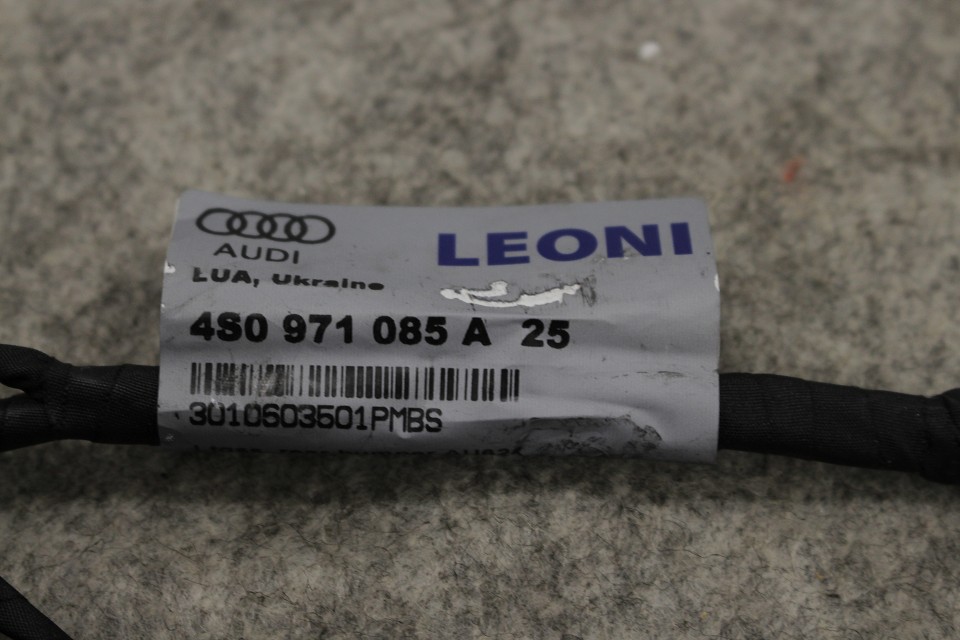 AUDI
LEONI
LUA, Ukraine
4S0 971 085 A 25
3010603501PMBS